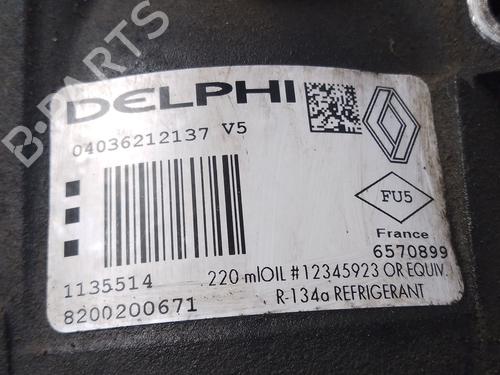 DELPHI
04036212137 V5
FU5
France
6570899
1135514
220 mlOIL #12345923 OR EQUIV.
8200200671
R-134a REFRIGERANT
B-PARTS